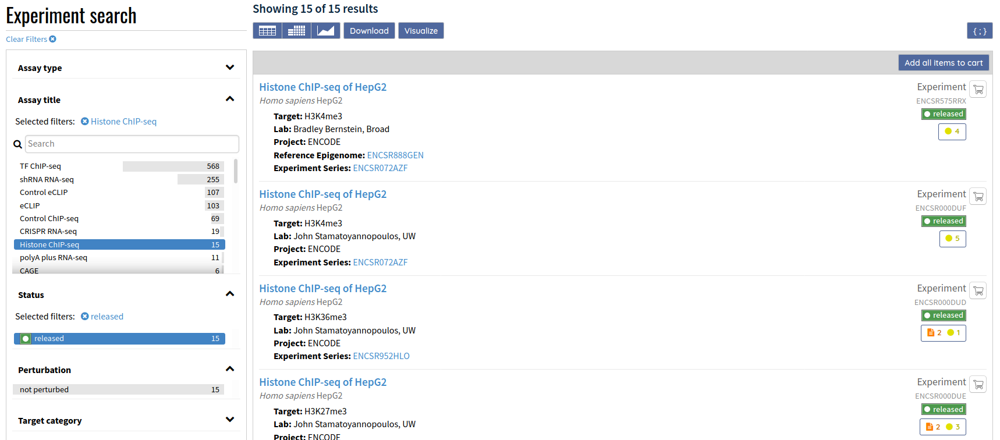 Experiment search
Clear Filters
Assay type
Assay title
Selected filters: Histone ChIP-seq
Search
TF ChIP-seq 568
shRNA RNA-seq 255
Control eCLIP 107
eCLIP 103
Control ChIP-seq 69
CRISPR RNA-seq 19
Histone ChIP-seq 15
polyA plus RNA-seq 11
CAGE 6
Status
Selected filters: released
released 15
Perturbation
not perturbed 15
Target category
Showing 15 of 15 results
Download Visualize { ; }
Add all items to cart
Histone ChIP-seq of HepG2 Experiment
Homo sapiens HepG2 ENCSR575RRX
Target: H3K4me3 released
Lab: Bradley Bernstein, Broad 4
Project: ENCODE
Reference Epigenome: ENCSR888GEN
Experiment Series: ENCSR072AZF
Histone ChIP-seq of HepG2 Experiment
Homo sapiens HepG2 ENCSR000DUF
Target: H3K4me3 released
Lab: John Stamatoyannopoulos, UW 5
Project: ENCODE
Experiment Series: ENCSR072AZF
Histone ChIP-seq of HepG2 Experiment
Homo sapiens HepG2 ENCSR000DUD
Target: H3K36me3 released
Lab: John Stamatoyannopoulos, UW 2 1
Project: ENCODE
Experiment Series: ENCSR952HLO
Histone ChIP-seq of HepG2 Experiment
Homo sapiens HepG2 ENCSR000DUE
Target: H3K27me3 released
Lab: John Stamatoyannopoulos, UW 2 3
Project: ENCODE